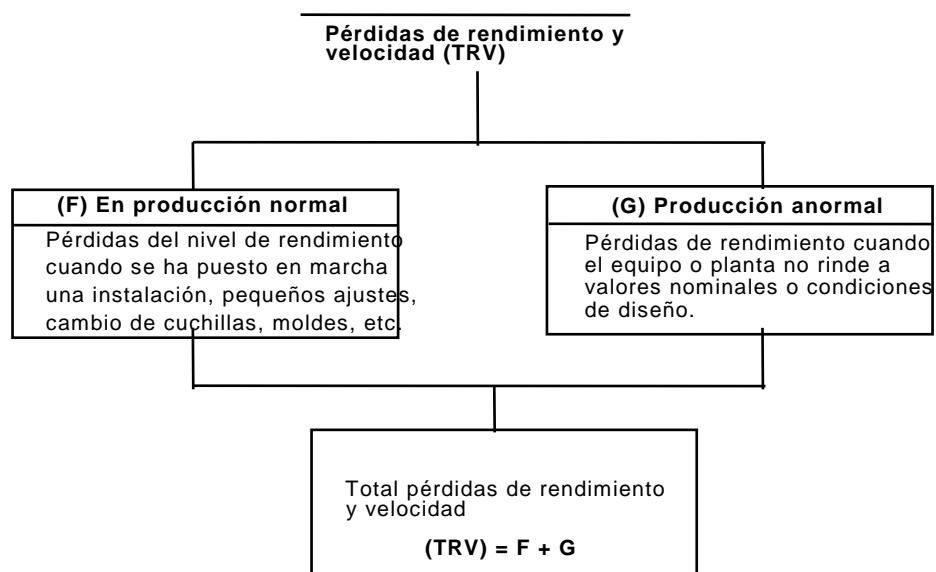 Pérdidas de rendimiento y
velocidad (TRV)
(F) En producción normal
Pérdidas del nivel de rendimiento
cuando se ha puesto en marcha
una instalación, pequeños ajustes,
cambio de cuchillas, moldes, etc.
(G) Producción anormal
Pérdidas de rendimiento cuando
el equipo o planta no rinde a
valores nominales o condiciones
de diseño.
Total pérdidas de rendimiento
y velocidad
(TRV) = F + G